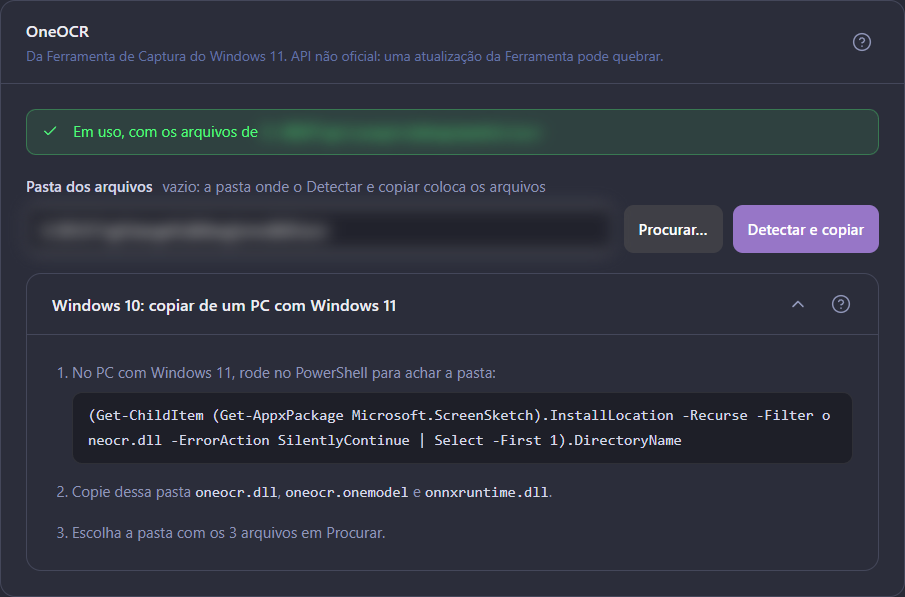 OneOCR
Da Ferramenta de Captura do Windows 11. API não oficial: uma atualização da Ferramenta pode quebrar.
Em uso, com os arquivos de
Pasta dos arquivos vazio: a pasta onde o Detectar e copiar coloca os arquivos
Procurar... Detectar e copiar
Windows 10: copiar de um PC com Windows 11
1. No PC com Windows 11, rode no PowerShell para achar a pasta:
(Get-ChildItem (Get-AppxPackage Microsoft.ScreenSketch).InstallLocation -Recurse -Filter o
neocr.dll -ErrorAction SilentlyContinue | Select -First 1).DirectoryName
2. Copie dessa pasta oneocr.dll, oneocr.onemodel e onnxruntime.dll.
3. Escolha a pasta com os 3 arquivos em Procurar.